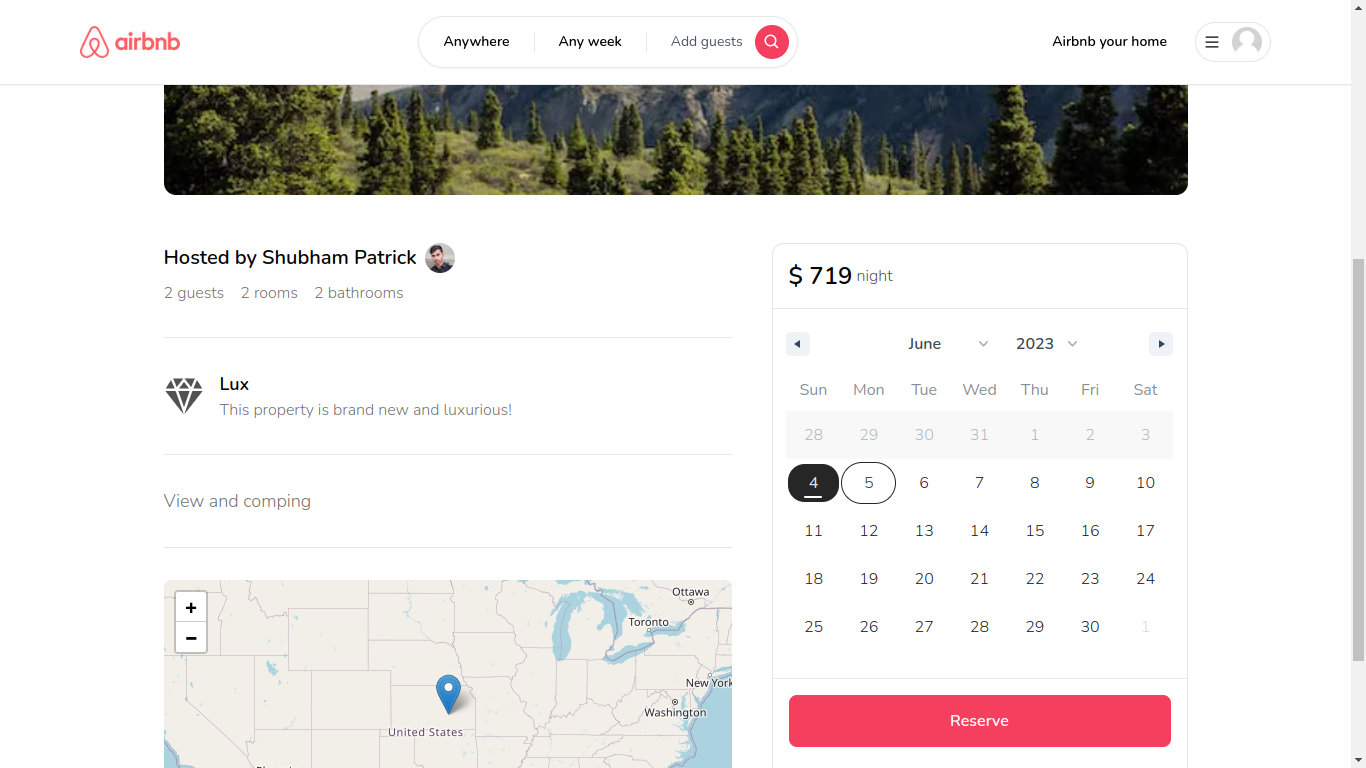 airbnb
Anywhere Any week Add guests
Airbnb your home
Hosted by Shubham Patrick
2 guests 2 rooms 2 bathrooms
Lux
This property is brand new and luxurious!
View and comping
+
−
Ottawa
Toronto
New York
Washington
United States
$ 719 night
June 2023
Sun Mon Tue Wed Thu Fri Sat
28 29 30 31 1 2 3
4 5 6 7 8 9 10
11 12 13 14 15 16 17
18 19 20 21 22 23 24
25 26 27 28 29 30 1
Reserve